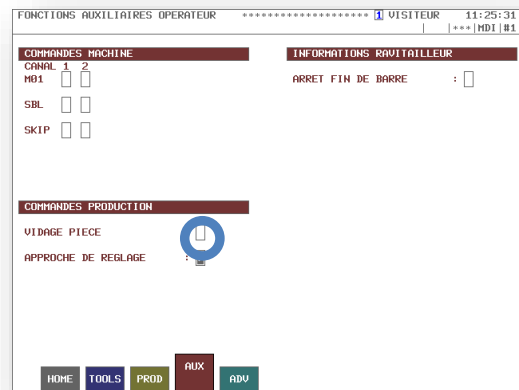 FONCTIONS AUXILIAIRES OPERATEUR ******************** 1 VISITEUR 11:25:31
| |***|MDI|#1
COMMANDES MACHINE
CANAL 1 2
M01
SBL
SKIP
INFORMATIONS RAVITAILLEUR
ARRET FIN DE BARRE :
COMMANDES PRODUCTION
VIDAGE PIECE
APPROCHE DE REGLAGE :
HOME TOOLS PROD AUX ADV